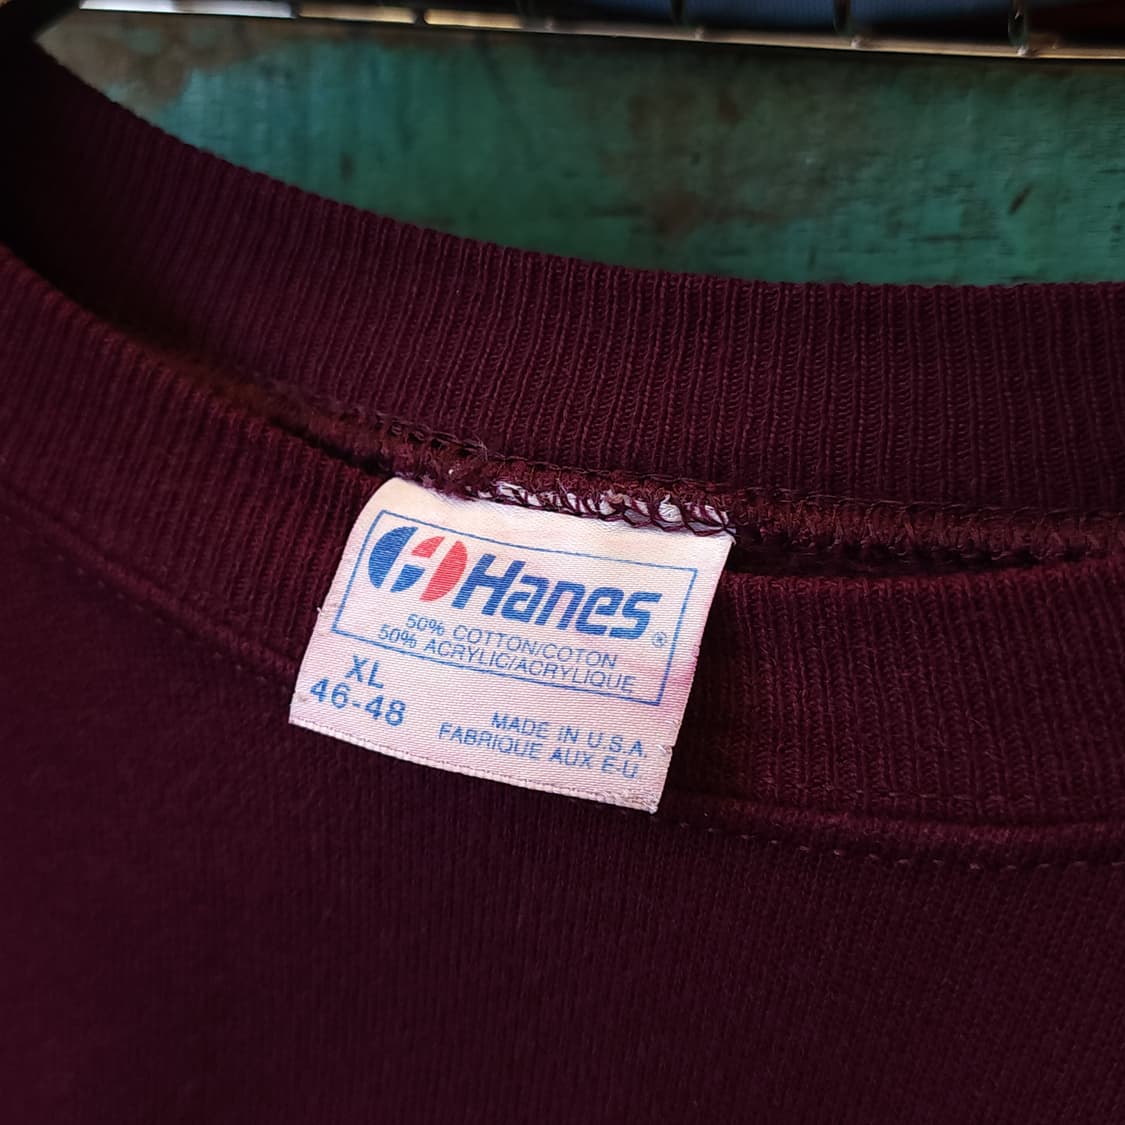 Hanes®
50% COTTON/COTON
50% ACRYLIC/ACRYLIQUE
XL
46-48
MADE IN U.S.A.
FABRIQUE AUX E-U.